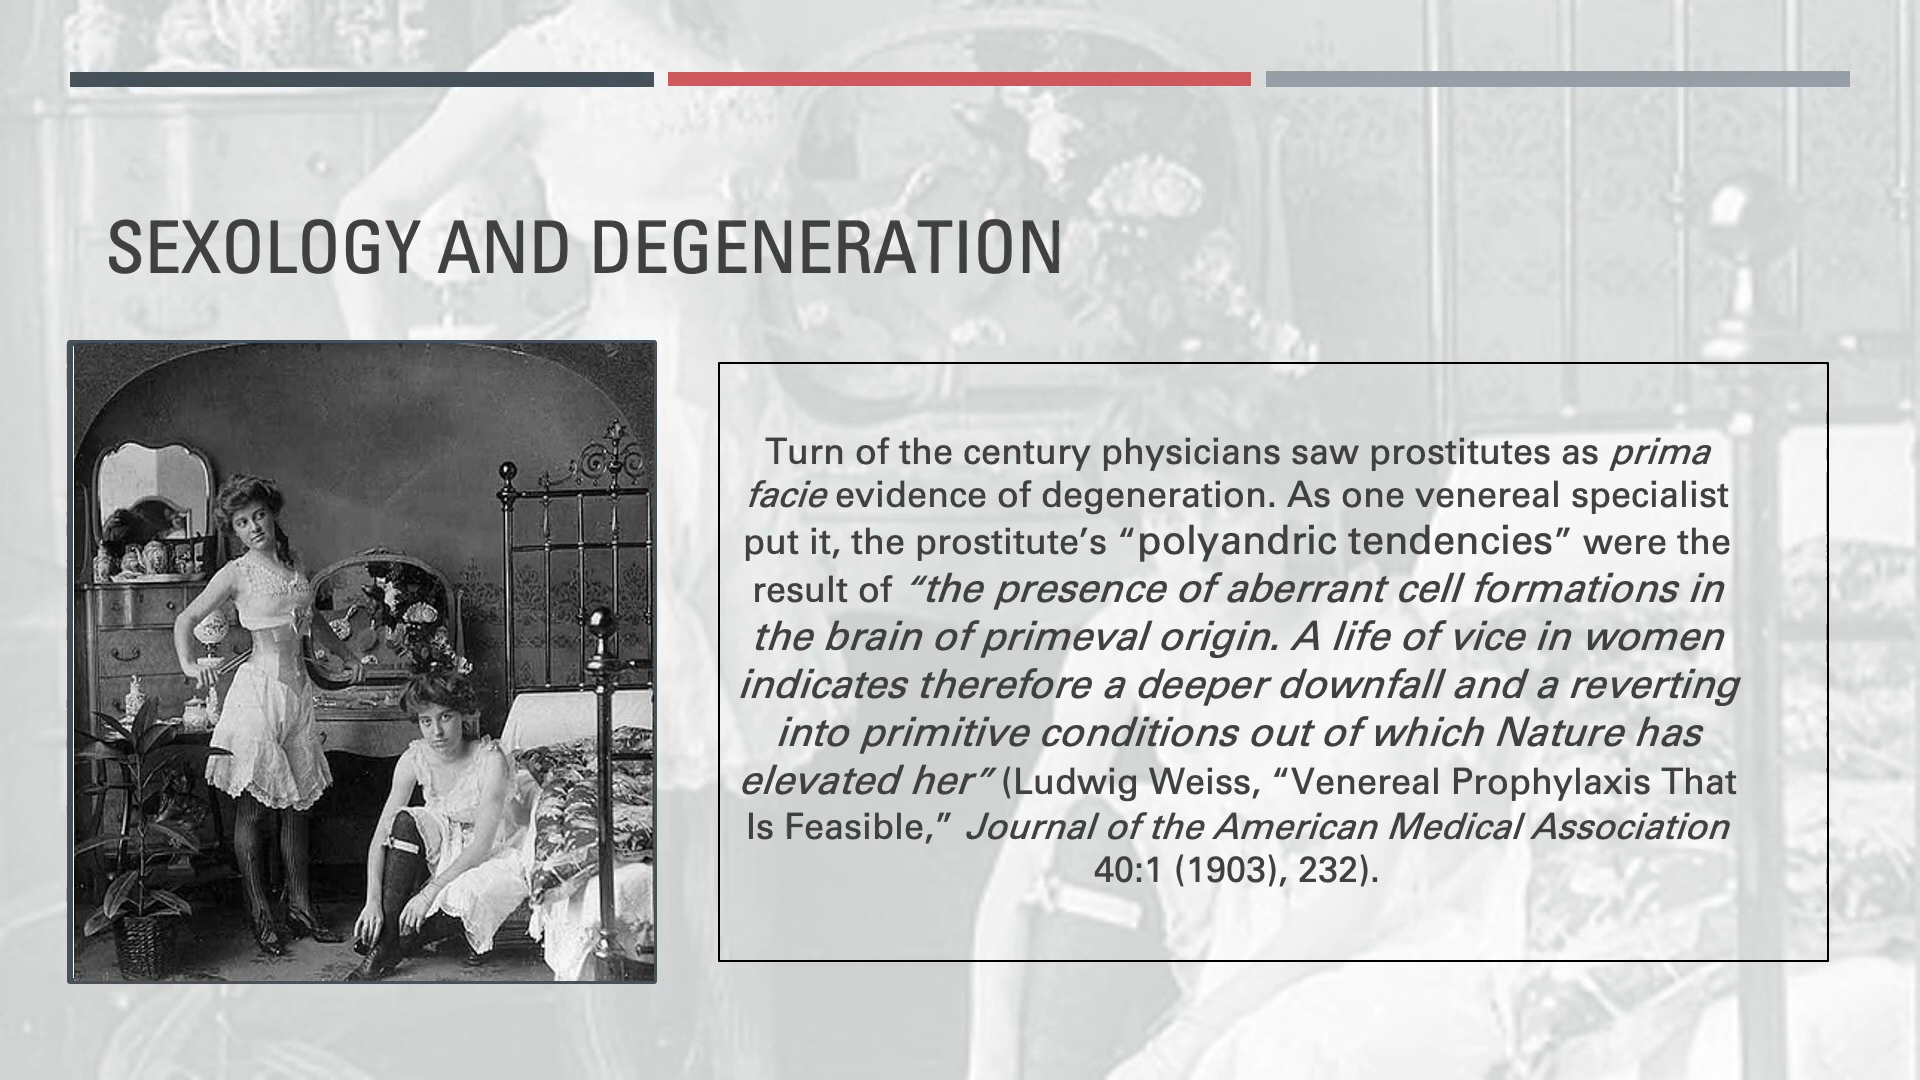 SEXOLOGY AND DEGENERATION
Turn of the century physicians saw prostitutes as prima
facie evidence of degeneration. As one venereal specialist
put it, the prostitute’s “polyandric tendencies” were the
result of “the presence of aberrant cell formations in
the brain of primeval origin. A life of vice in women
indicates therefore a deeper downfall and a reverting
into primitive conditions out of which Nature has
elevated her” (Ludwig Weiss, “Venereal Prophylaxis That
Is Feasible,” Journal of the American Medical Association
40:1 (1903), 232).